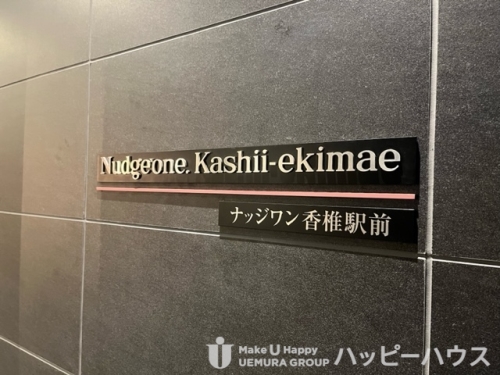 Nudgeone. Kashii-ekimae
ナッジワン香椎駅前
Make U Happy
UEMURA GROUP
ハッピーハウス